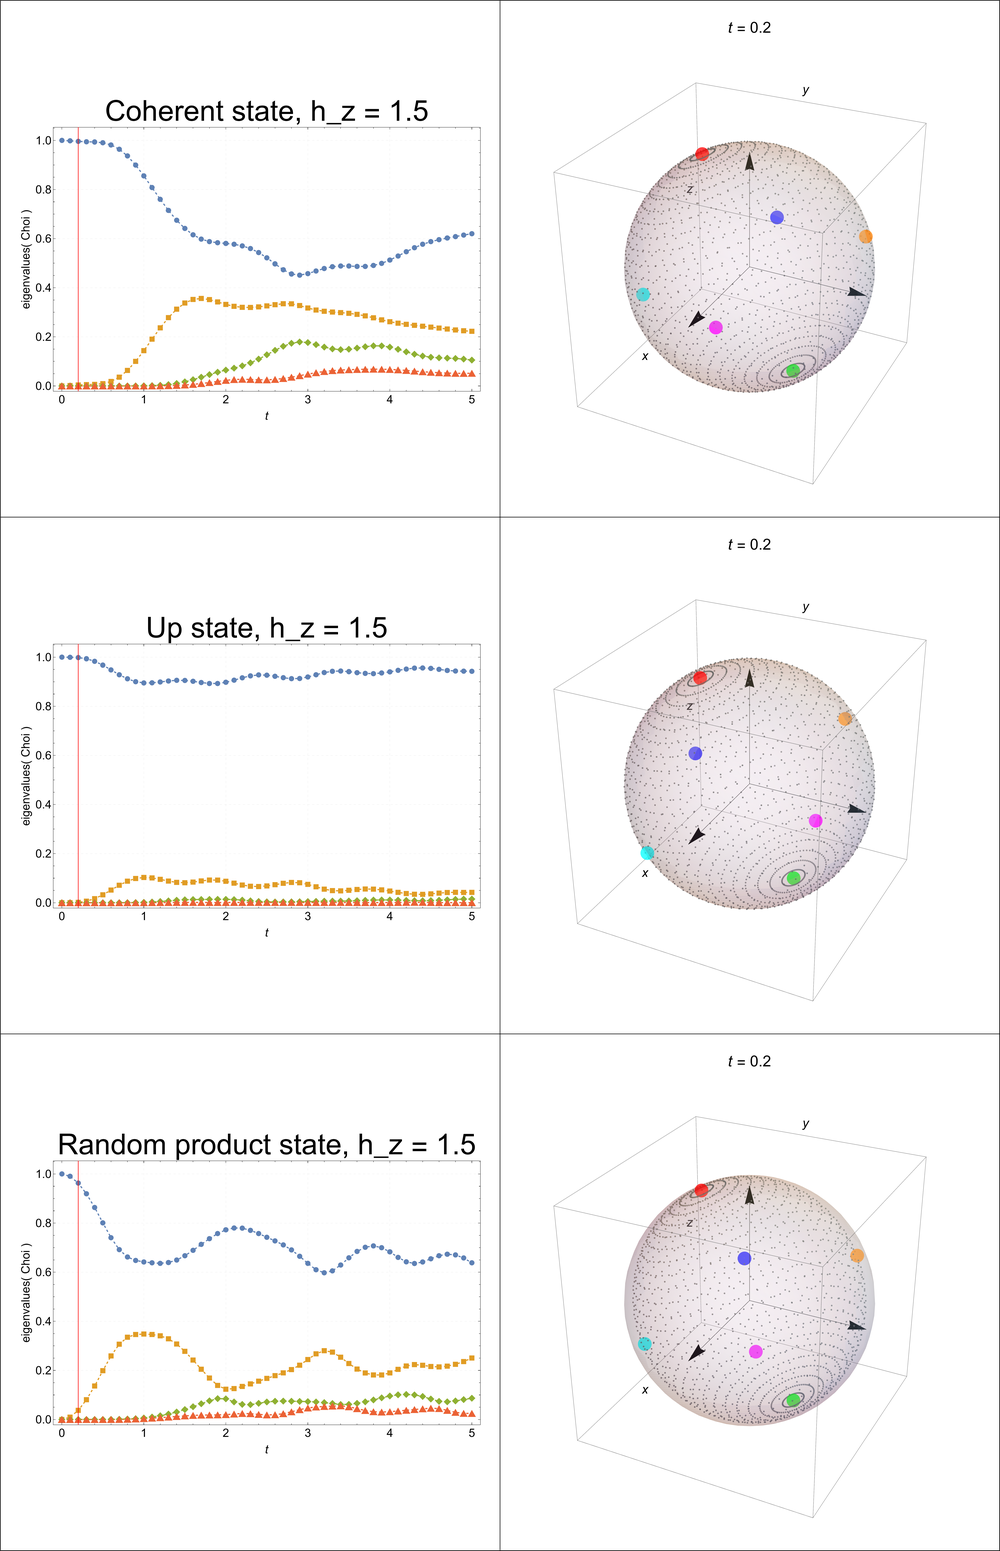 Coherent state, h_z = 1.5
eigenvalues( Choi )
1.0
0.8
0.6
0.4
0.2
0.0
0 1 2 3 4 5
t
t = 0.2
y
z
x
Up state, h_z = 1.5
eigenvalues( Choi )
1.0
0.8
0.6
0.4
0.2
0.0
0 1 2 3 4 5
t
t = 0.2
y
z
x
Random product state, h_z = 1.5
eigenvalues( Choi )
1.0
0.8
0.6
0.4
0.2
0.0
0 1 2 3 4 5
t
t = 0.2
y
z
x